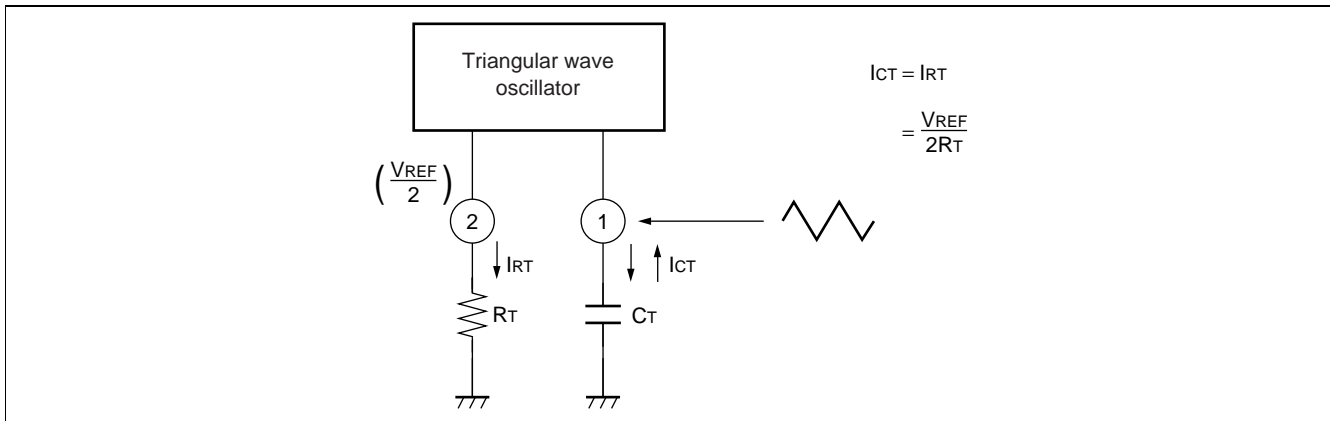 Triangular wave
oscillator
ICT = IRT
= VREF
2RT
(VREF
2)
2
1
IRT
ICT
RT
CT